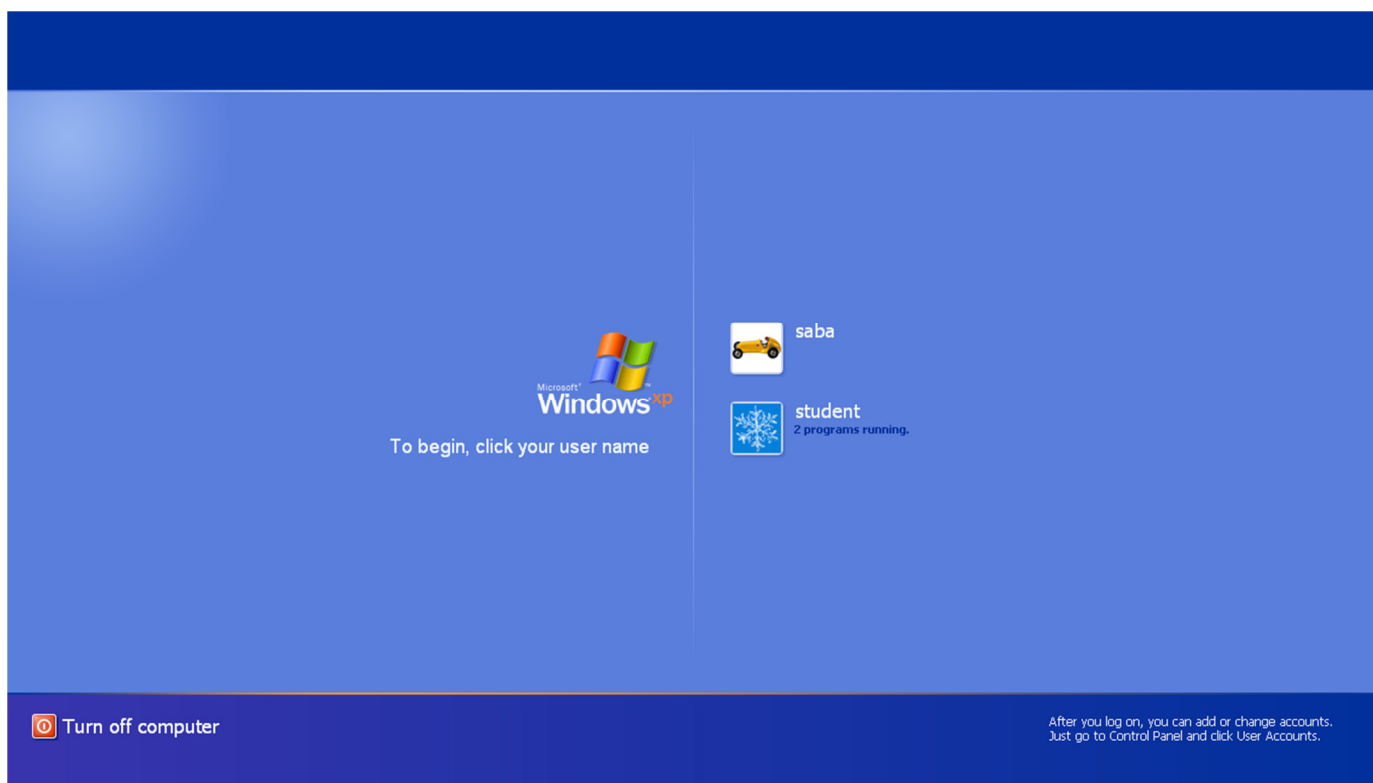 Microsoft®
Windows xp™
To begin, click your user name
saba
student
2 programs running.
Turn off computer
After you log on, you can add or change accounts.
Just go to Control Panel and click User Accounts.